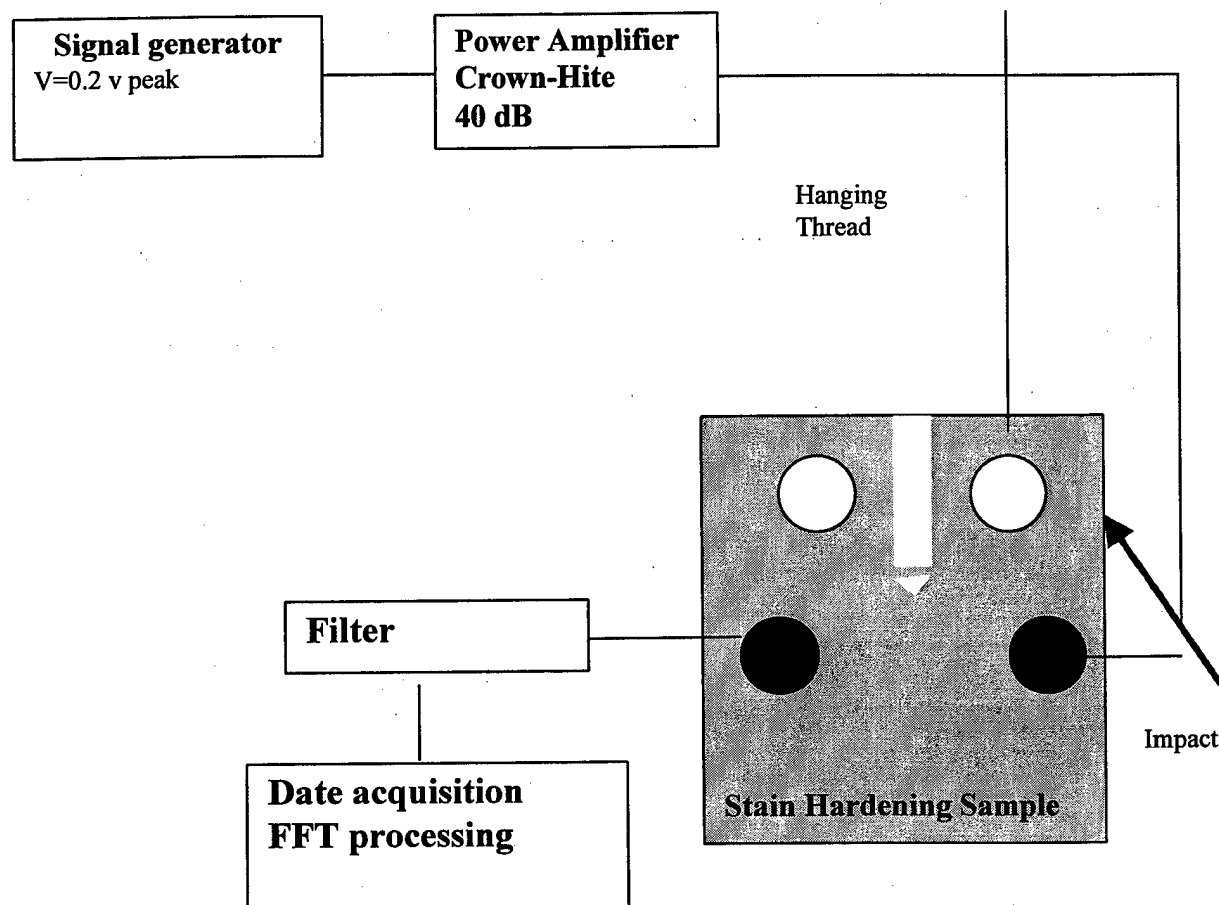 Signal generator
V=0.2 v peak
Power Amplifier
Crown-Hite
40 dB
Hanging
Thread
Filter
Impact
Date acquisition
FFT processing
Stain Hardening Sample